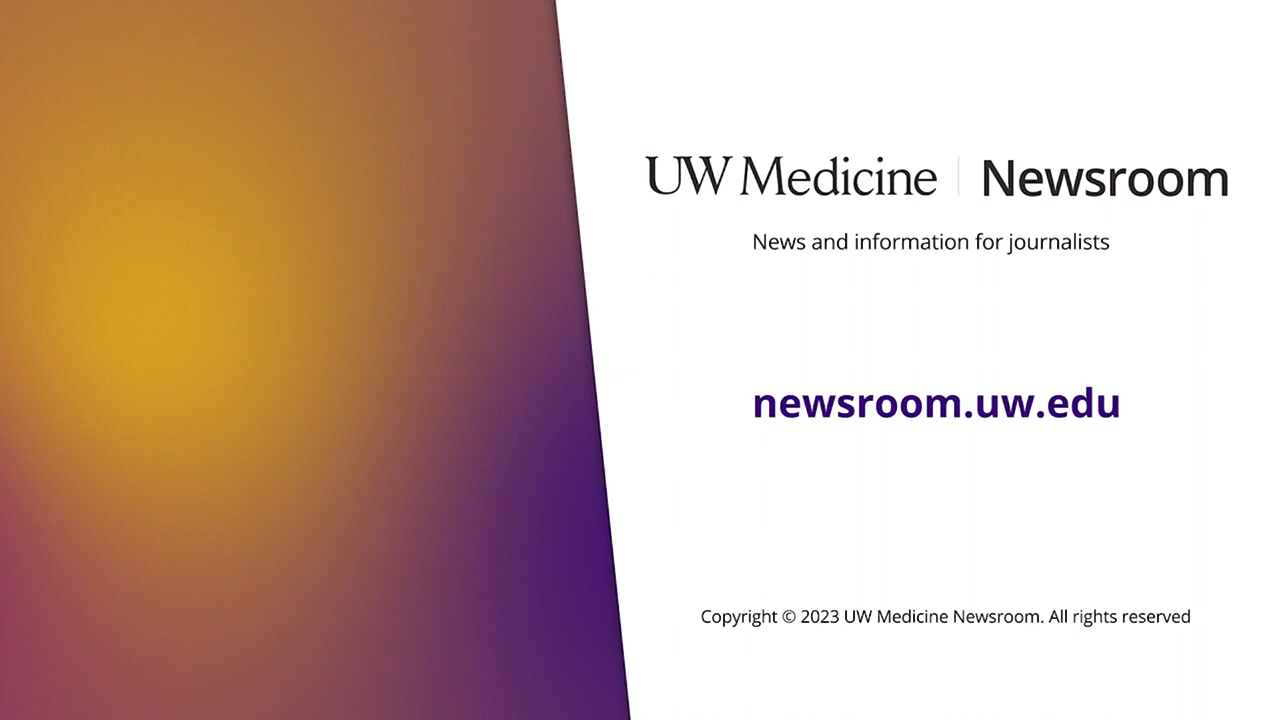 UW Medicine | Newsroom
News and information for journalists
newsroom.uw.edu
Copyright © 2023 UW Medicine Newsroom. All rights reserved